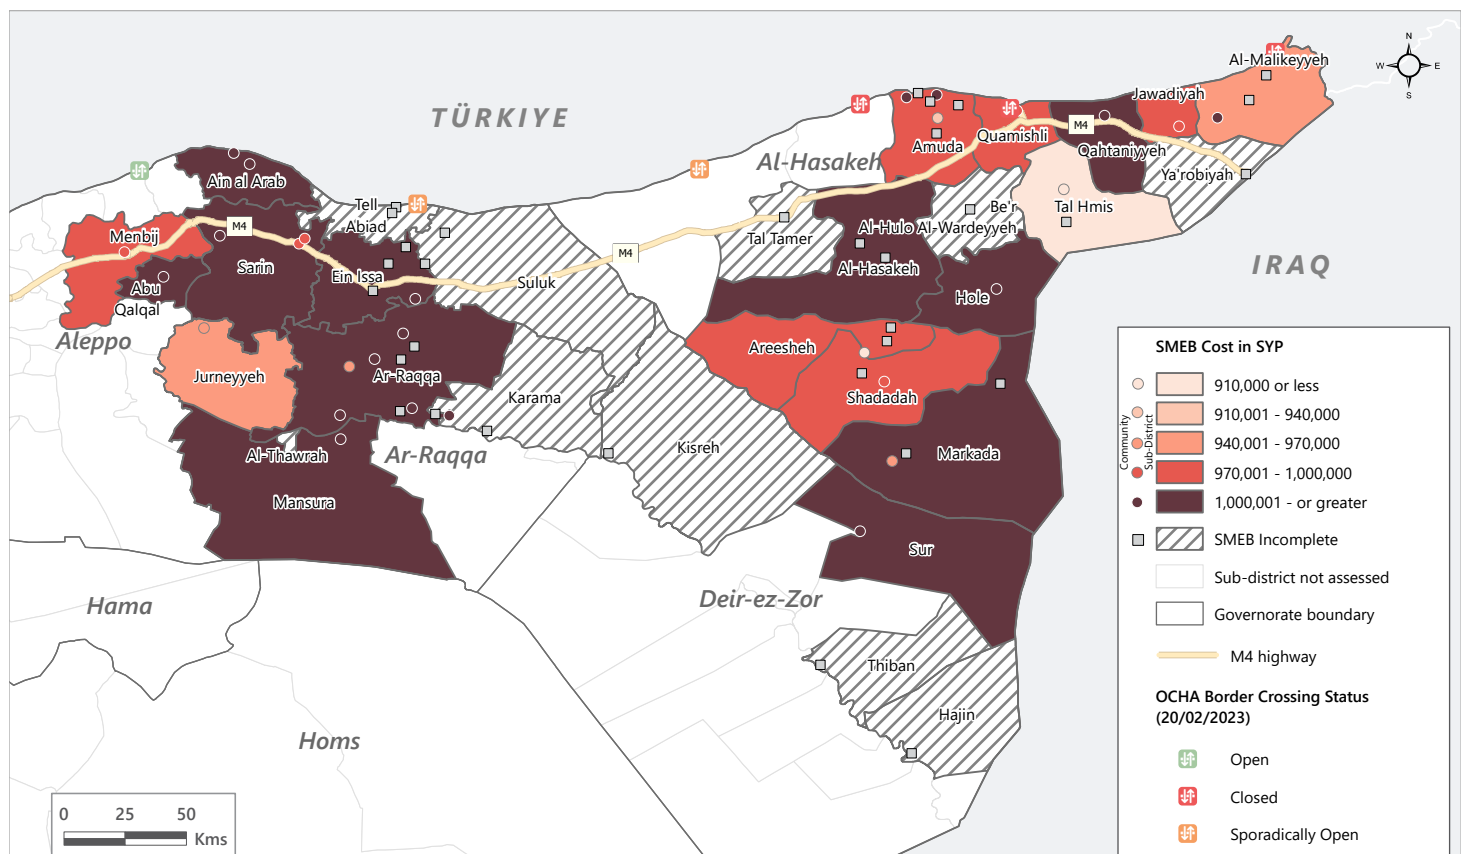 N
W
E
S
TÜRKIYE
IRAQ
Al-Malikeyyeh
Jawadiyah
M4
Quamishli
Amuda
Qahtaniyyeh
Ya'robiyah
Al-Hasakeh
Ain al Arab
Tell
Abiad
Tal Hmis
Be'r
Al-Wardeyyeh
Tal Tamer
Al-Hulo
Al-Hasakeh
Menbij
M4
Sarin
Ein Issa
M4
Suluk
Abu
Qalqal
Hole
Aleppo
Jurneyyeh
Ar-Raqqa
Karama
Areesheh
Shadadah
Kisreh
Markada
Al-Thawrah
Ar-Raqqa
Mansura
Sur
Hama
Deir-ez-Zor
Thiban
Hajin
Homs
0 25 50
Kms
SMEB Cost in SYP
Community
Sub-District
910,000 or less
910,001 - 940,000
940,001 - 970,000
970,001 - 1,000,000
1,000,001 - or greater
SMEB Incomplete
Sub-district not assessed
Governorate boundary
M4 highway
OCHA Border Crossing Status
(20/02/2023)
Open
Closed
Sporadically Open